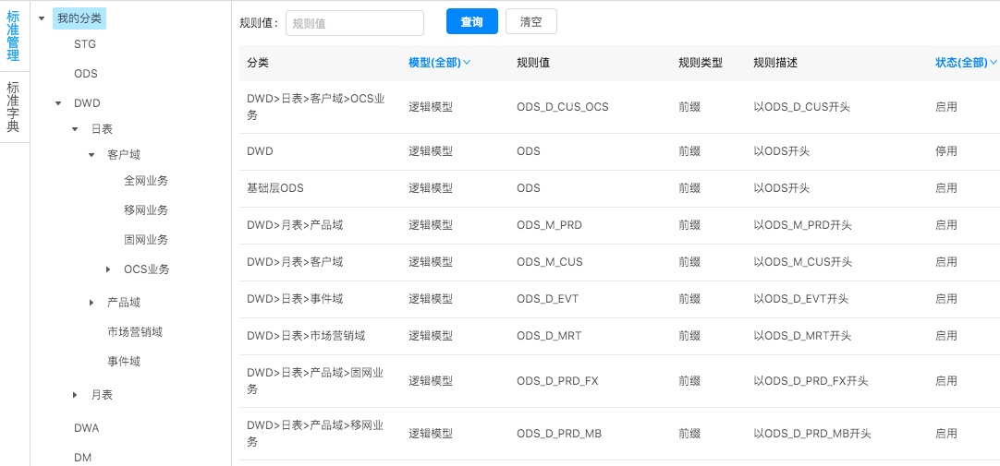 标准管理
标准字典
我的分类
STG
ODS
DWD
日表
客户域
全网业务
移网业务
固网业务
OCS业务
产品域
市场营销域
事件域
月表
DWA
DM
规则值: 规则值 查询 清空
分类 模型(全部) 规则值 规则类型 规则描述 状态(全部)
DWD>日表>客户域>OCS业
务 逻辑模型 ODS_D_CUS_OCS 前缀 以ODS_D_CUS开头 启用
DWD 逻辑模型 ODS 前缀 以ODS开头 停用
基础层ODS 逻辑模型 ODS 前缀 以ODS开头 启用
DWD>月表>产品域 逻辑模型 ODS_M_PRD 前缀 以ODS_M_PRD开头 启用
DWD>月表>客户域 逻辑模型 ODS_M_CUS 前缀 以ODS_M_CUS开头 启用
DWD>日表>事件域 逻辑模型 ODS_D_EVT 前缀 以ODS_D_EVT开头 启用
DWD>日表>市场营销域 逻辑模型 ODS_D_MRT 前缀 以ODS_D_MRT开头 启用
DWD>日表>产品域>固网业
务 逻辑模型 ODS_D_PRD_FX 前缀 以ODS_D_PRD_FX开头 启用
DWD>日表>产品域>移网业
务 逻辑模型 ODS_D_PRD_MB 前缀 以ODS_D_PRD_MB开头 启用